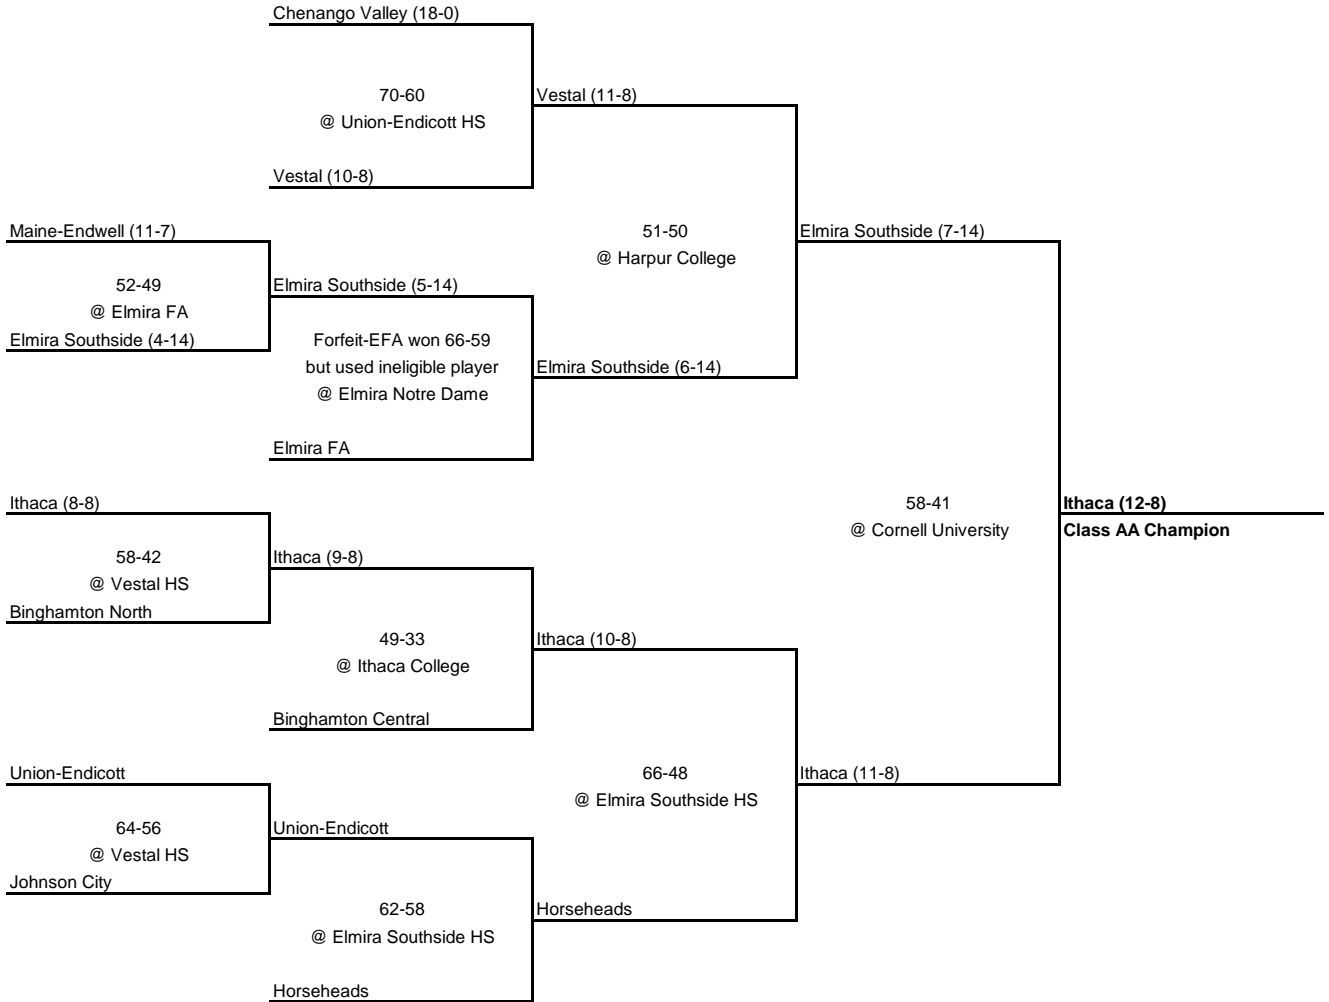 Chenango Valley (18-0)
70-60
@ Union-Endicott HS
Vestal (11-8)
Vestal (10-8)
Maine-Endwell (11-7)
52-49
@ Elmira FA
Elmira Southside (4-14)
Elmira Southside (5-14)
Forfeit-EFA won 66-59
but used ineligible player
@ Elmira Notre Dame
Elmira FA
Elmira Southside (6-14)
51-50
@ Harpur College
Elmira Southside (7-14)
Ithaca (8-8)
58-42
@ Vestal HS
Binghamton North
Ithaca (9-8)
49-33
@ Ithaca College
Binghamton Central
Ithaca (10-8)
Union-Endicott
64-56
@ Vestal HS
Johnson City
Union-Endicott
62-58
@ Elmira Southside HS
Horseheads
Horseheads
66-48
@ Elmira Southside HS
Ithaca (11-8)
58-41
@ Cornell University
Ithaca (12-8)
Class AA Champion